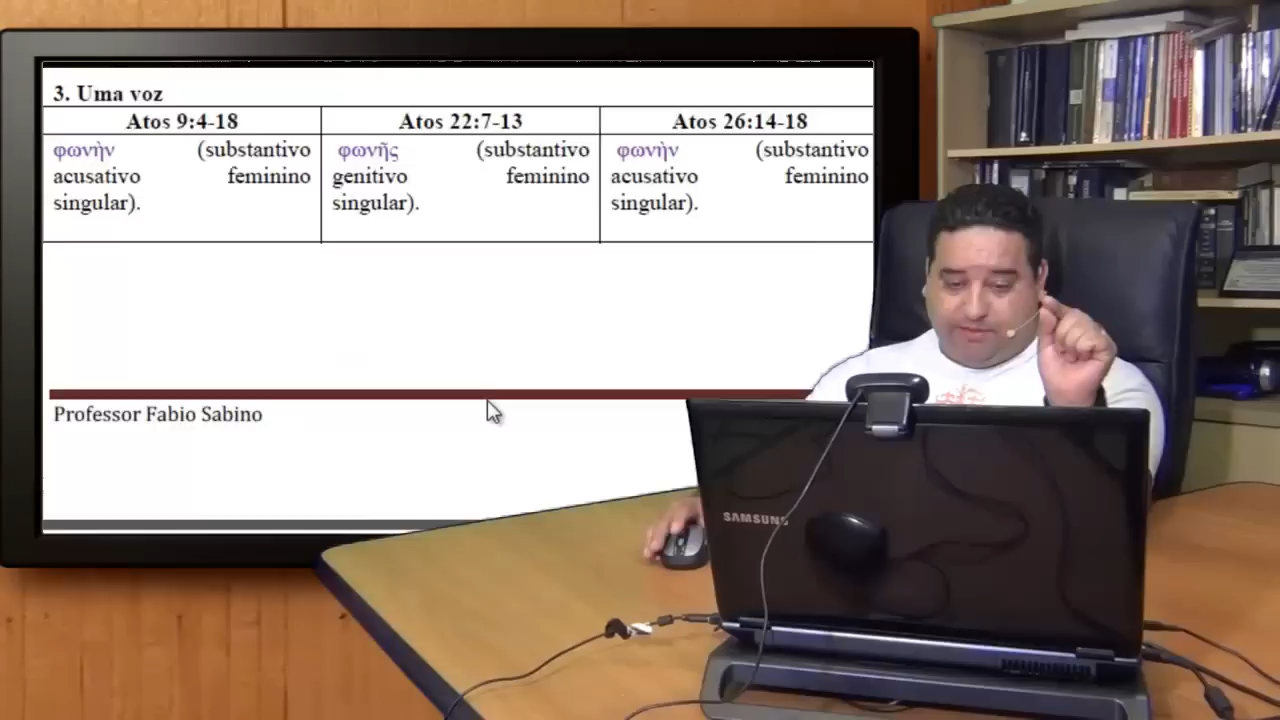 3. Uma voz
Atos 9:4-18 Atos 22:7-13 Atos 26:14-18
φωνὴν (substantivo φωνῆς (substantivo φωνὴν (substantivo
acusativo feminino genitivo feminino acusativo feminino
singular). singular). singular).
Professor Fabio Sabino
SAMSUNG